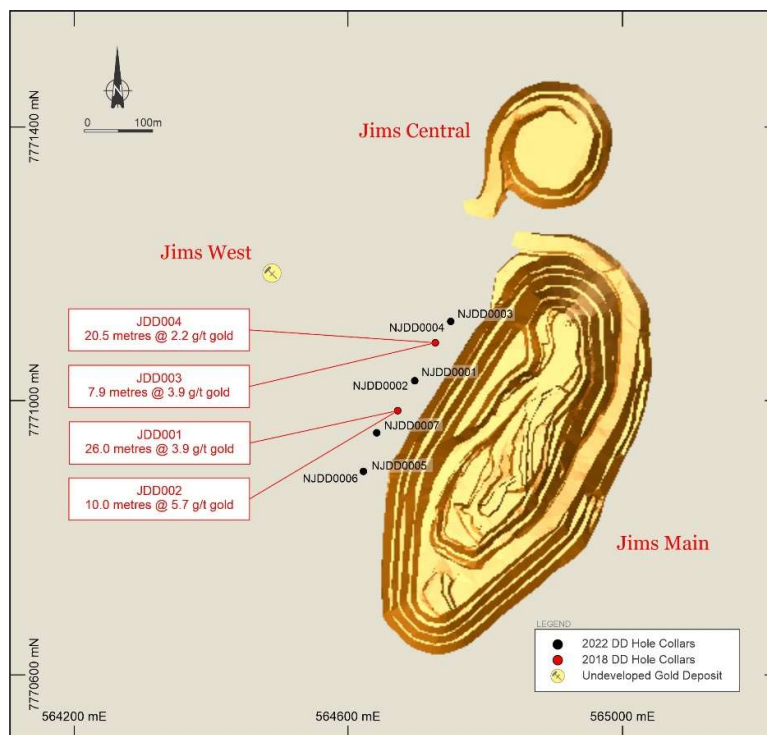 N
0 100m
7771400 mN
Jims Central
Jims West
NJDD0003
NJDD0004
JDD004
20.5 metres @ 2.2 g/t gold
JDD003
7.9 metres @ 3.9 g/t gold
NJDD0001
NJDD0002
7771000 mN
JDD001
26.0 metres @ 3.9 g/t gold
NJDD0007
NJDD0005
NJDD0006
JDD002
10.0 metres @ 5.7 g/t gold
Jims Main
LEGEND
2022 DD Hole Collars
2018 DD Hole Collars
Undeveloped Gold Deposit
7770600 mN
564200 mE 564600 mE 565000 mE